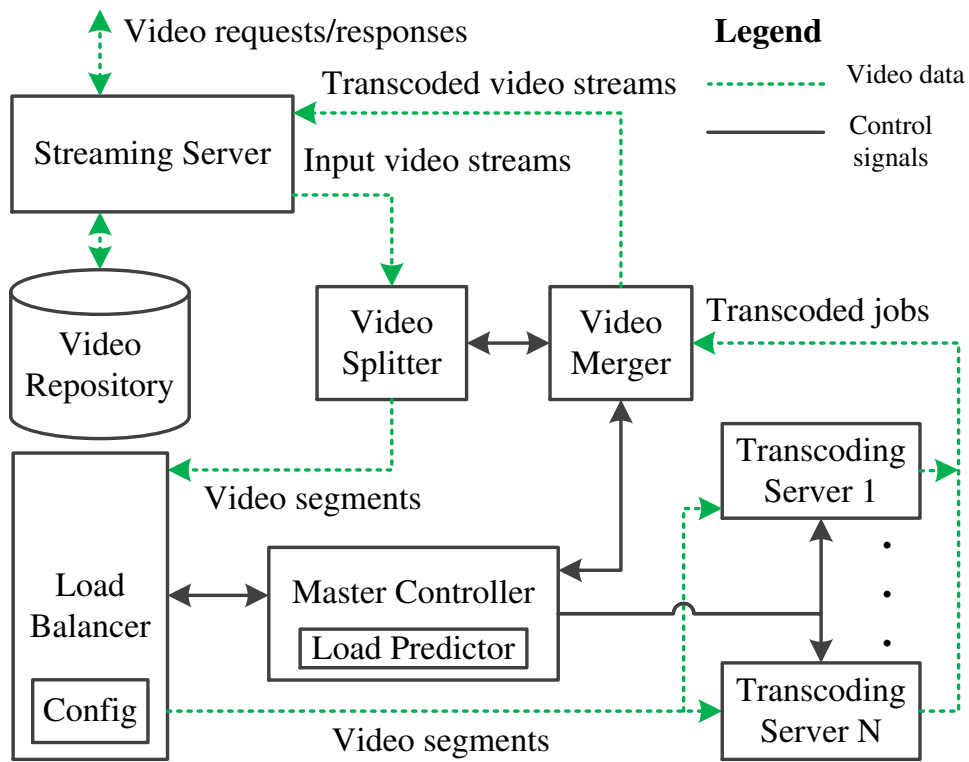 Video requests/responses
Legend
Transcoded video streams
Video data
Streaming Server
Control
signals
Input video streams
Video
Repository
Video
Splitter
Video
Merger
Transcoded jobs
Video segments
Transcoding
Server 1
Load
Balancer
Config
Master Controller
Load Predictor
Transcoding
Server N
Video segments